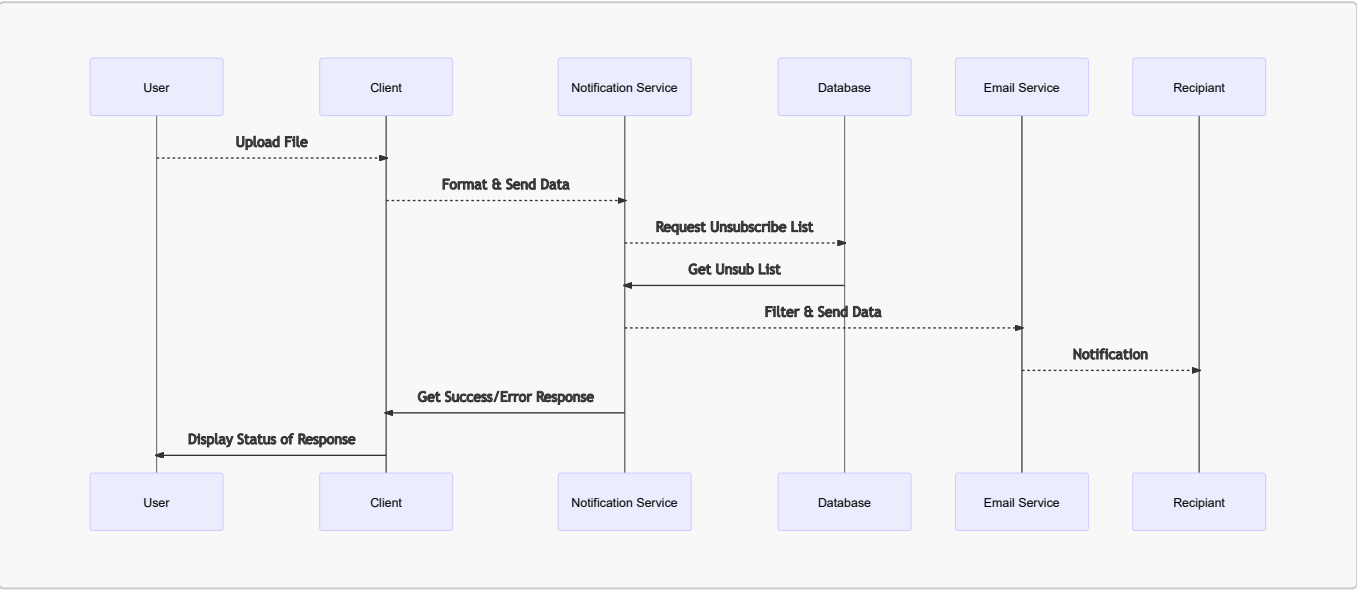 User
Client
Notification Service
Database
Email Service
Recipiant
Upload File
Format & Send Data
Request Unsubscribe List
Get Unsub List
Filter & Send Data
Notification
Get Success/Error Response
Display Status of Response
User
Client
Notification Service
Database
Email Service
Recipiant